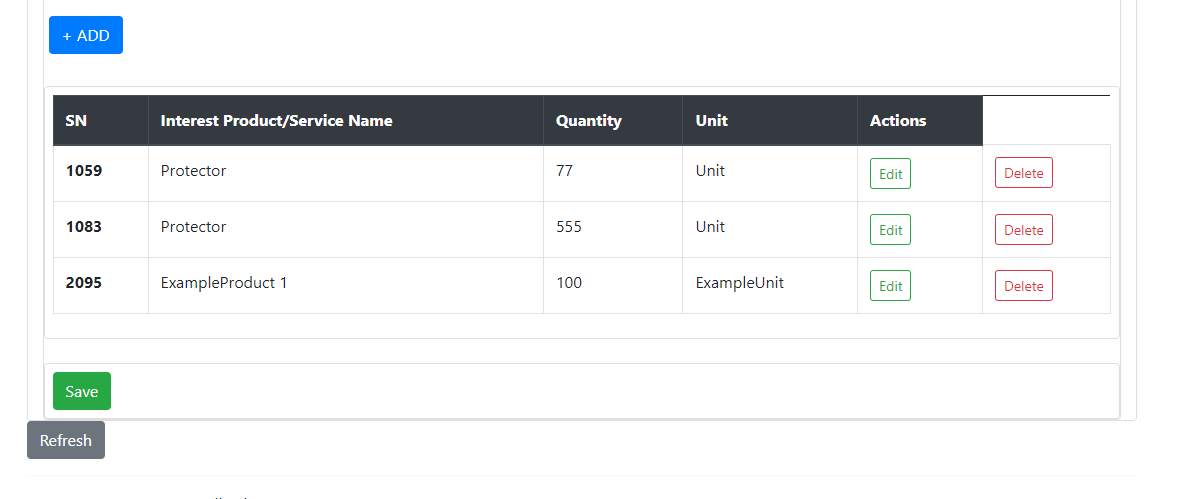 + ADD
SN Interest Product/Service Name Quantity Unit Actions
1059 Protector 77 Unit Edit Delete
1083 Protector 555 Unit Edit Delete
2095 ExampleProduct 1 100 ExampleUnit Edit Delete
Save
Refresh